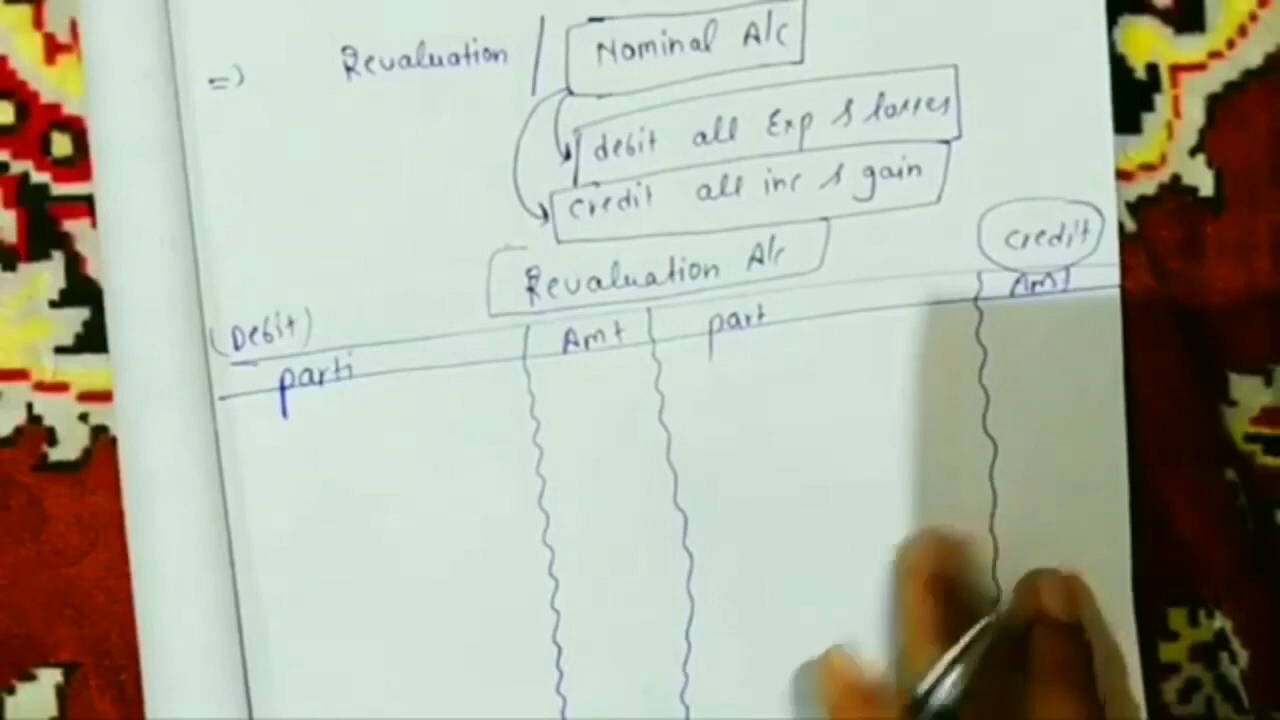 => Revaluation / Nominal A/c
debit all Exp & losses
credit all inc & gain
Revaluation A/c
(Debit) credit
parti Amt part Amt